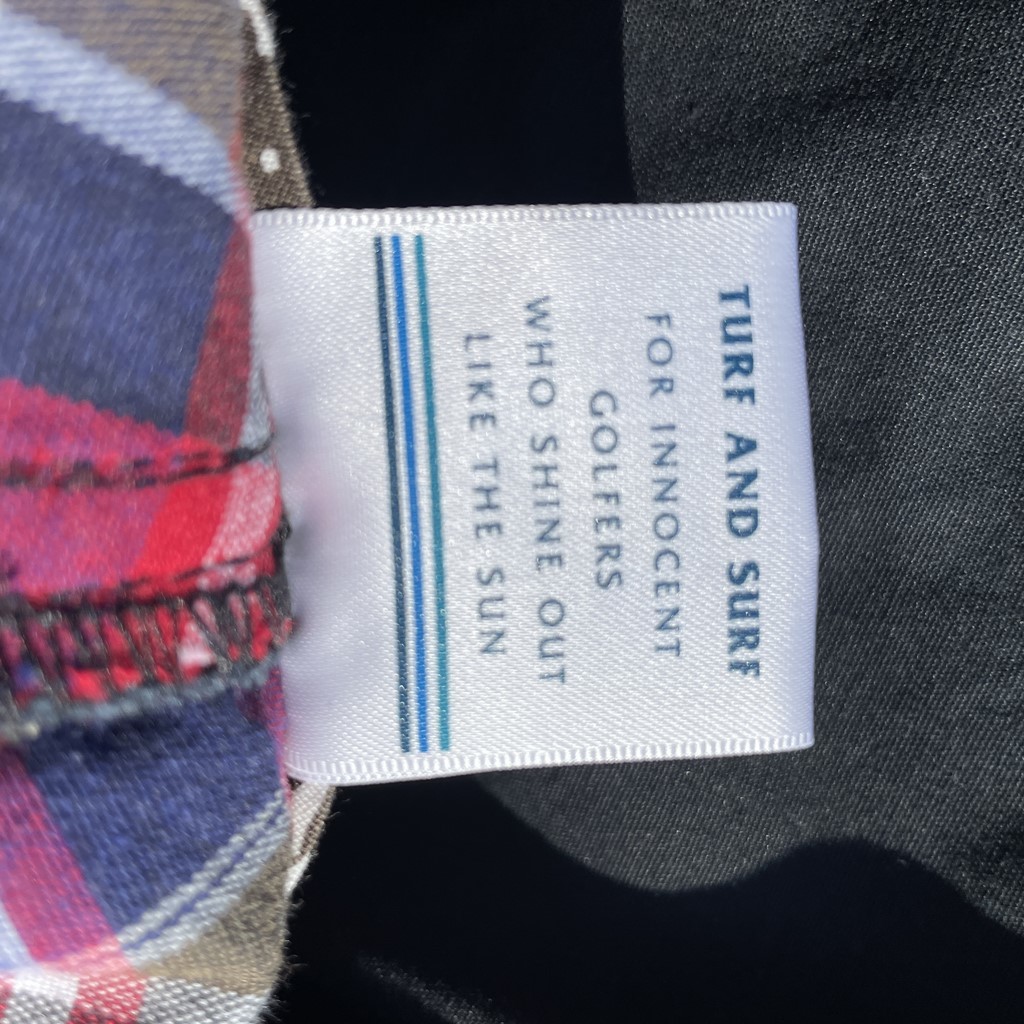 TURF AND SURF
FOR INNOCENT
GOLFERS
WHO SHINE OUT
LIKE THE SUN